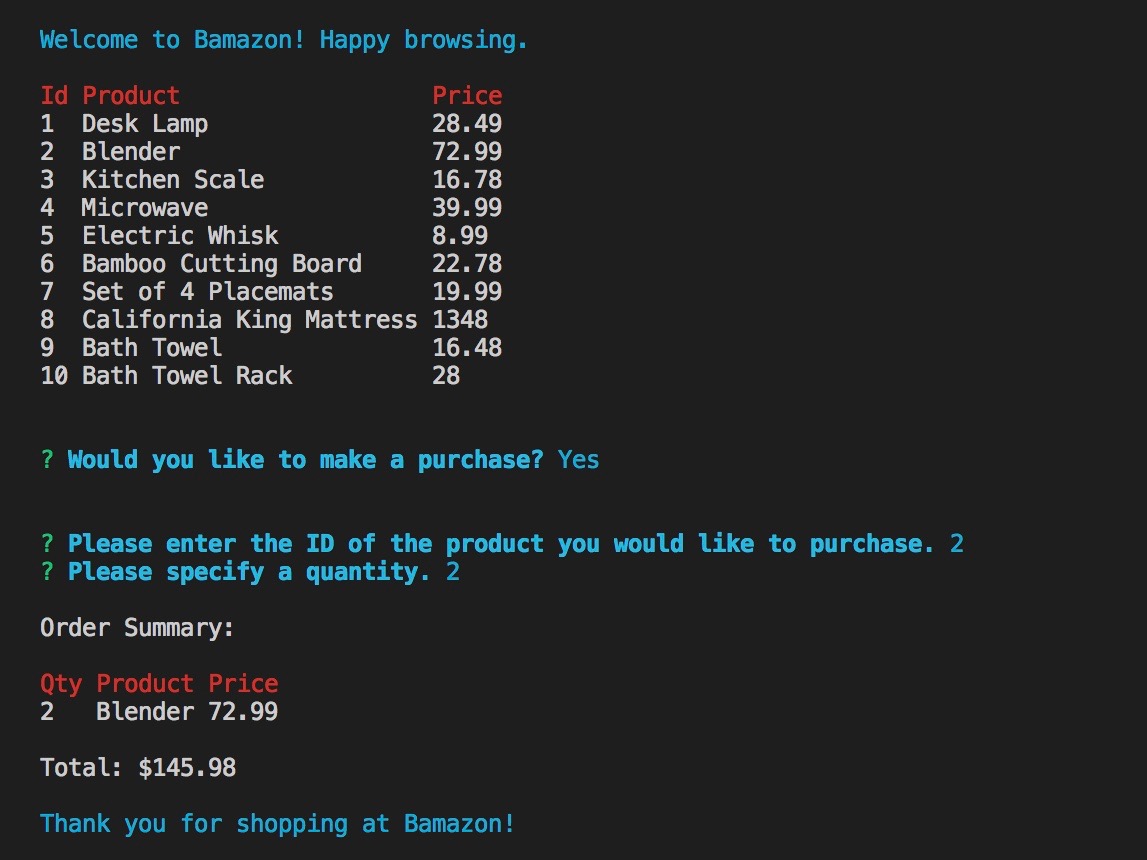 Welcome to Bamazon! Happy browsing.
Id Product Price
1 Desk Lamp 28.49
2 Blender 72.99
3 Kitchen Scale 16.78
4 Microwave 39.99
5 Electric Whisk 8.99
6 Bamboo Cutting Board 22.78
7 Set of 4 Placemats 19.99
8 California King Mattress 1348
9 Bath Towel 16.48
10 Bath Towel Rack 28
? Would you like to make a purchase? Yes
? Please enter the ID of the product you would like to purchase. 2
? Please specify a quantity. 2
Order Summary:
Qty Product Price
2 Blender 72.99
Total: $145.98
Thank you for shopping at Bamazon!